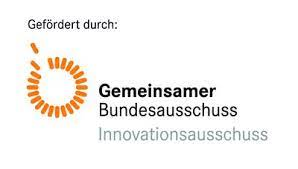 Gefördert durch:
Gemeinsamer
Bundesausschuss
Innovationsausschuss